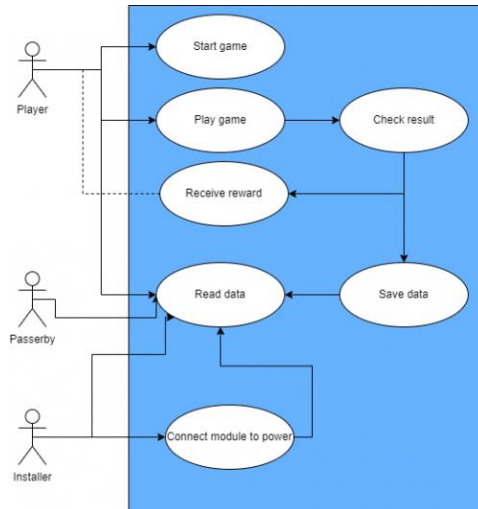 Start game
Player
Play game
Check result
Receive reward
Read data
Save data
Passerby
Connect module to power
Installer